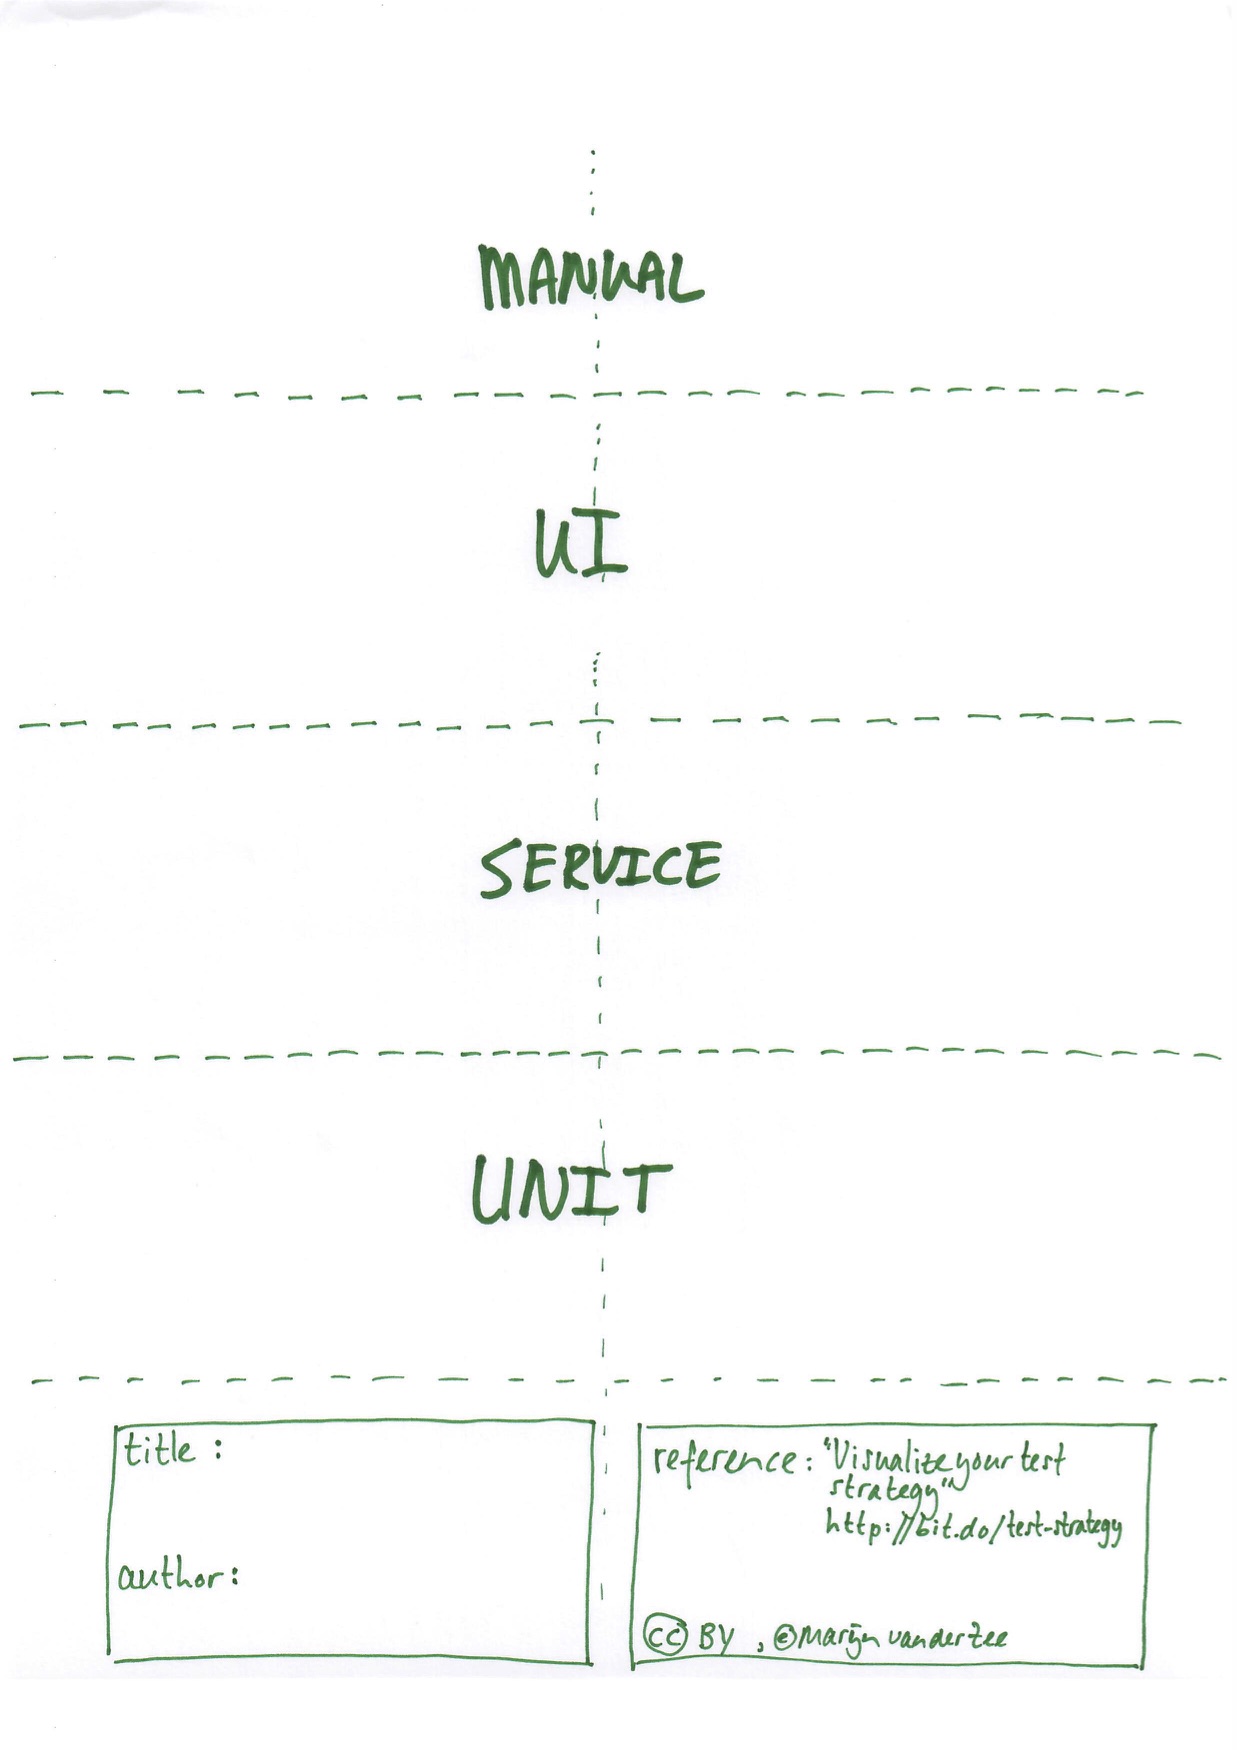 MANUAL
UI
SERVICE
UNIT
title :
author :
reference : "Visualize your test
strategy"
http://bit.do/test-strategy
cc BY , @Marijn van der Zee